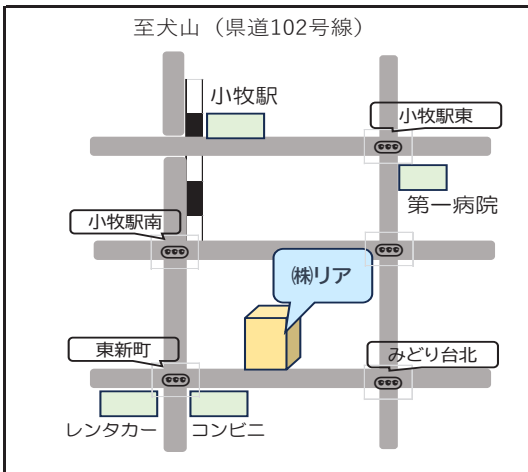 至犬山（県道102号線）
小牧駅
小牧駅東
第一病院
小牧駅南
㈱リア
東新町
みどり台北
レンタカー
コンビニ